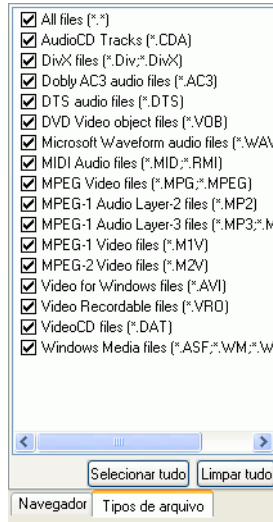 All files (*.*)
AudioCD Tracks (*.CDA)
DivX files (*.Div;*.DivX)
Dobly AC3 audio files (*.AC3)
DTS audio files (*.DTS)
DVD Video object files (*.VOB)
Microsoft Waveform audio files (*.WAV
MIDI Audio files (*.MID;*.RMI)
MPEG Video files (*.MPG;*.MPEG)
MPEG-1 Audio Layer-2 files (*.MP2)
MPEG-1 Audio Layer-3 files (*.MP3;*.M
MPEG-1 Video files (*.M1V)
MPEG-2 Video files (*.M2V)
Video for Windows files (*.AVI)
Video Recordable files (*.VRO)
VideoCD files (*.DAT)
Windows Media files (*.ASF;*.WM;*.W
Selecionar tudo Limpar tudo
Navegador Tipos de arquivo